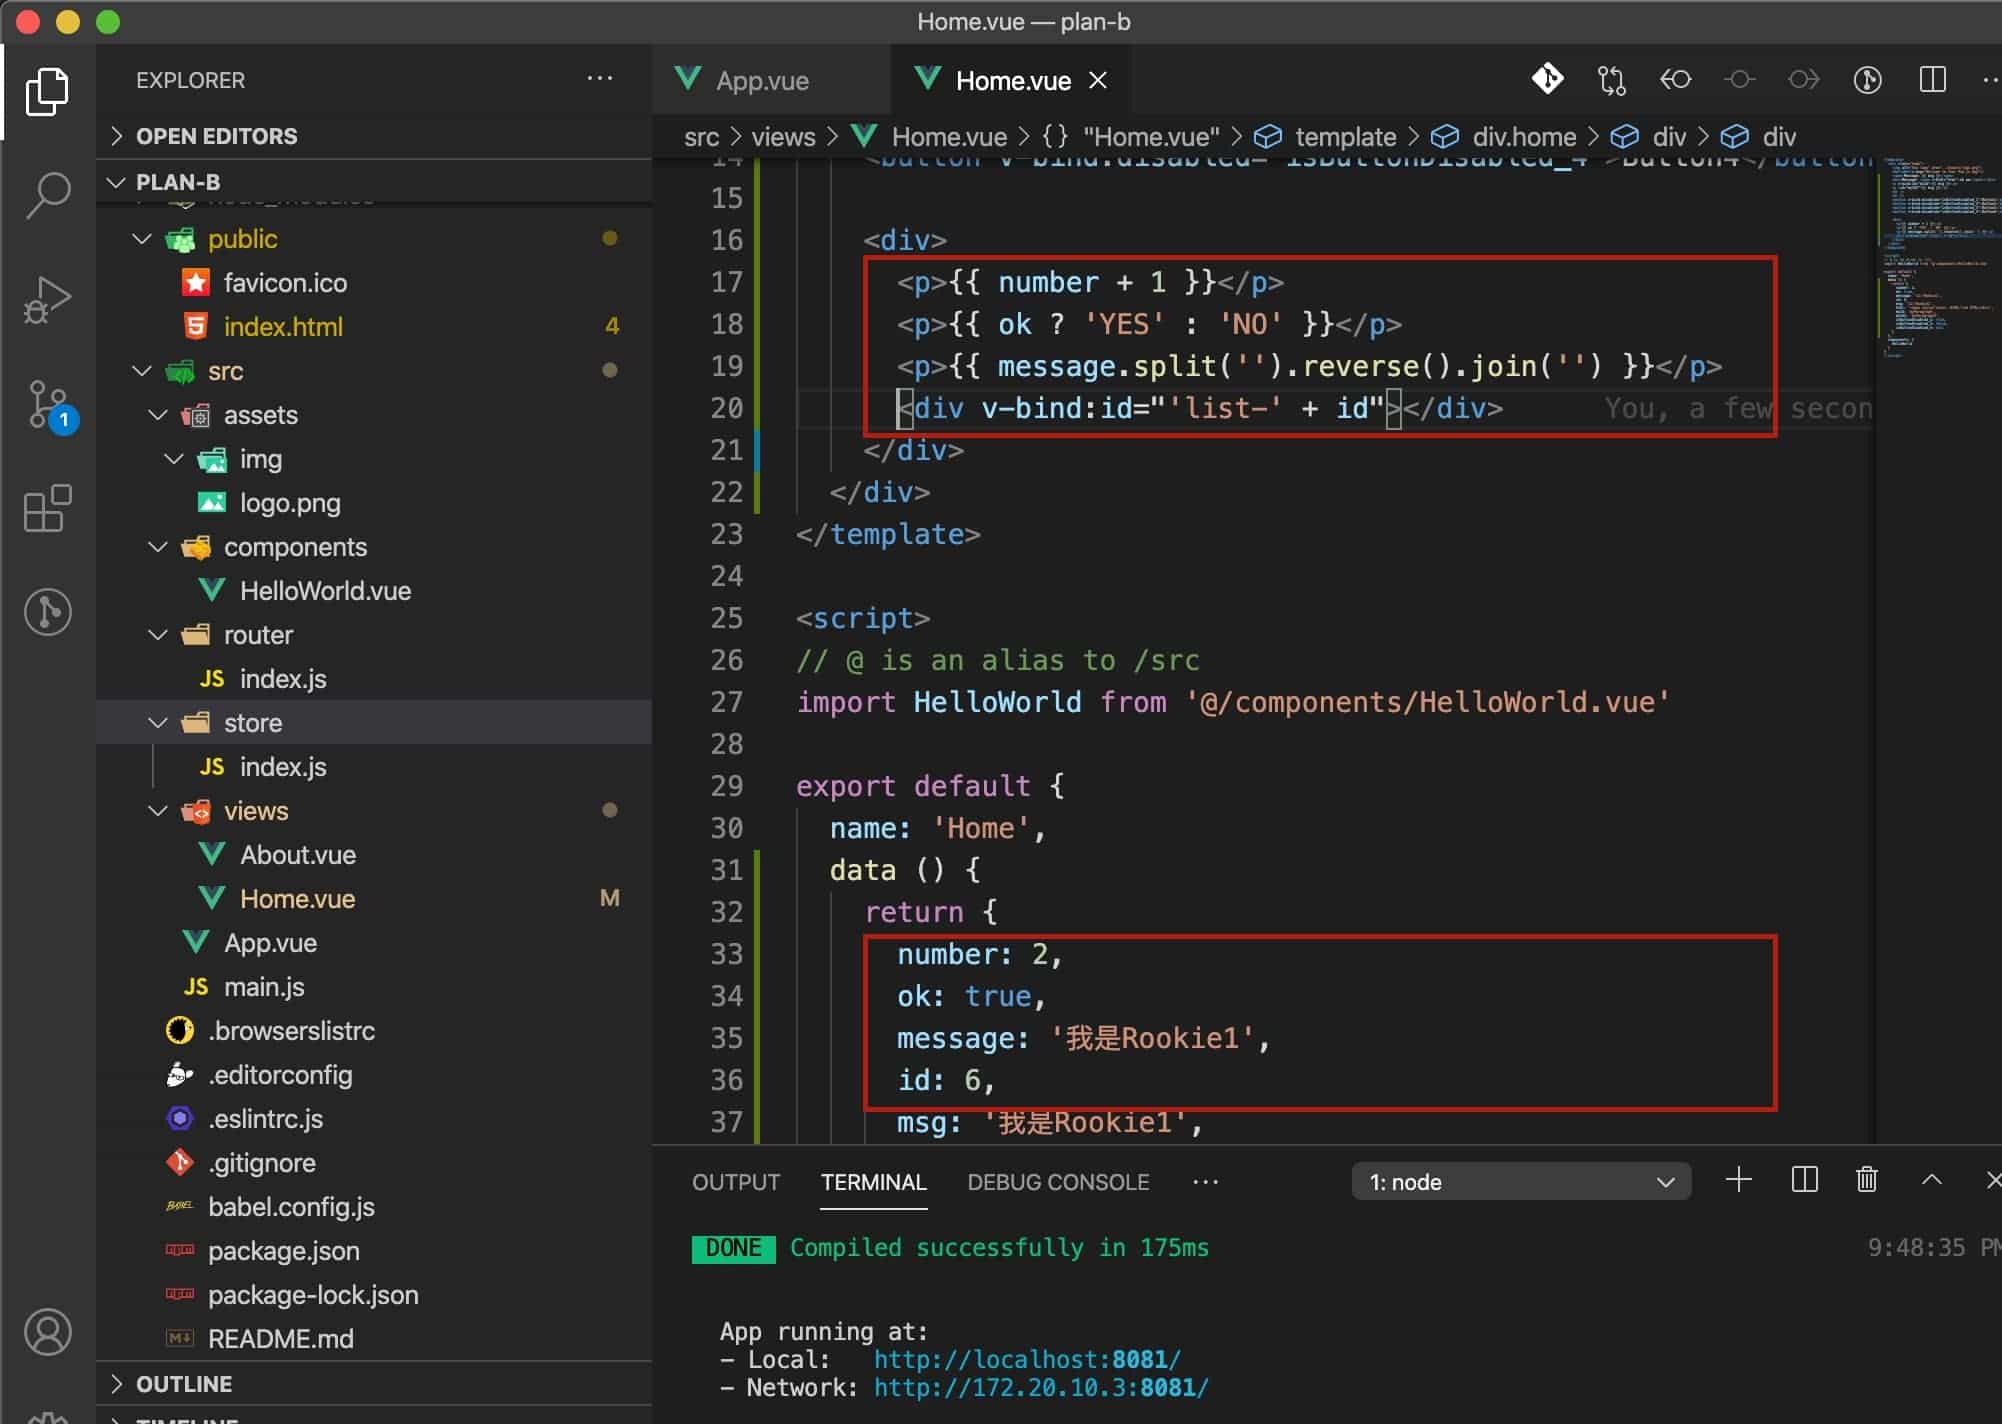 Home.vue — plan-b
EXPLORER
OPEN EDITORS
PLAN-B
public
favicon.ico
index.html 4
src
assets
img
logo.png
components
HelloWorld.vue
router
JS index.js
store
JS index.js
views
About.vue
Home.vue M
App.vue
JS main.js
.browserslistrc
.editorconfig
.eslintrc.js
.gitignore
babel.config.js
package.json
package-lock.json
README.md
OUTLINE
TIMELINE
1
App.vue
Home.vue
src > views > Home.vue > {} "Home.vue" > template > div.home > div > div
14 <button v-bind:disabled="isButtonDisabled_4">Button4</button
15
16 <div>
17 <p>{{ number + 1 }}</p>
18 <p>{{ ok ? 'YES' : 'NO' }}</p>
19 <p>{{ message.split('').reverse().join('') }}</p>
20 <div v-bind:id="'list-' + id"></div> You, a few secon
21 </div>
22 </div>
23 </template>
24
25 <script>
26 // @ is an alias to /src
27 import HelloWorld from '@/components/HelloWorld.vue'
28
29 export default {
30 name: 'Home',
31 data () {
32 return {
33 number: 2,
34 ok: true,
35 message: '我是Rookie1',
36 id: 6,
37 msg: '我是Rookie1',
OUTPUT TERMINAL DEBUG CONSOLE 1: node
DONE Compiled successfully in 175ms 9:48:35 PM
App running at:
- Local: http://localhost:8081/
- Network: http://172.20.10.3:8081/